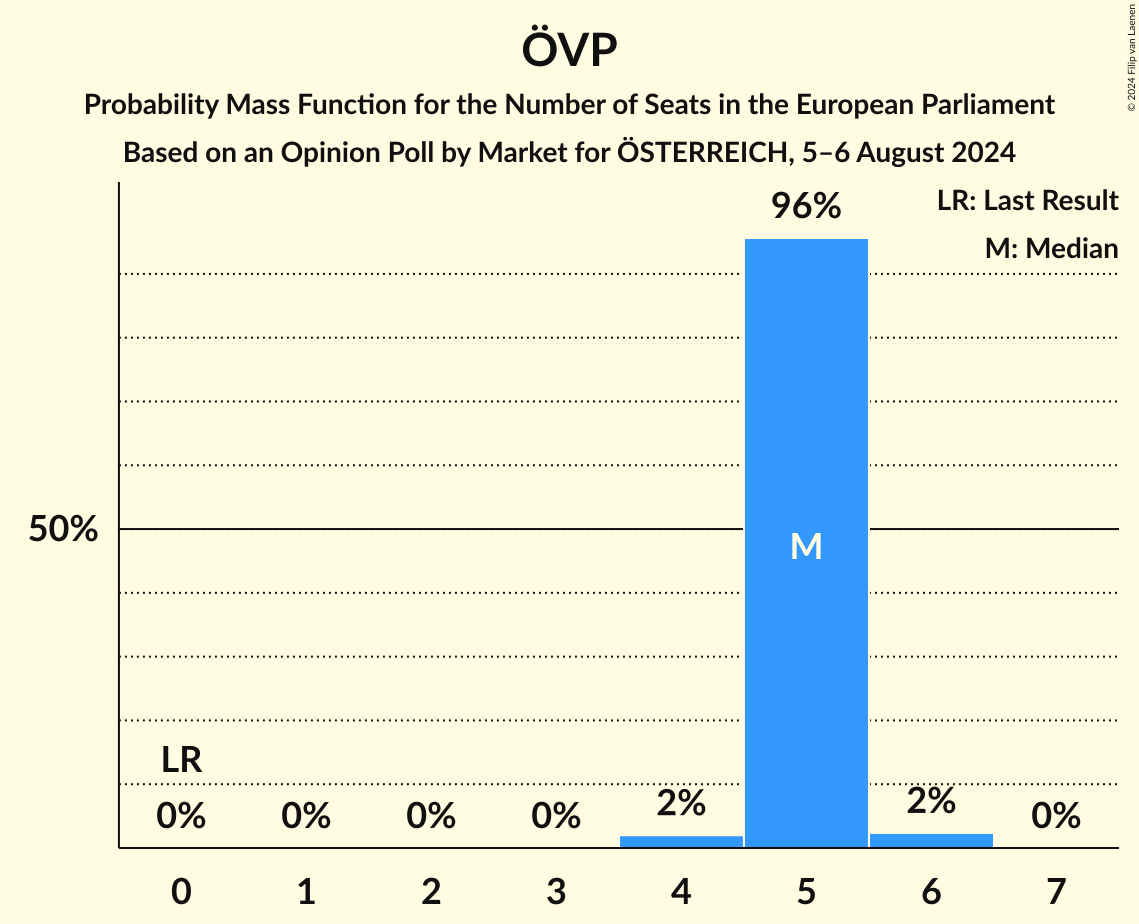 ÖVP
Probability Mass Function for the Number of Seats in the European Parliament
Based on an Opinion Poll by Market for ÖSTERREICH, 5–6 August 2024
© 2024 Filip van Laenen
LR: Last Result
M: Median
96%
50%
M
LR
0% 0% 0% 0% 2% 2% 0%
0 1 2 3 4 5 6 7